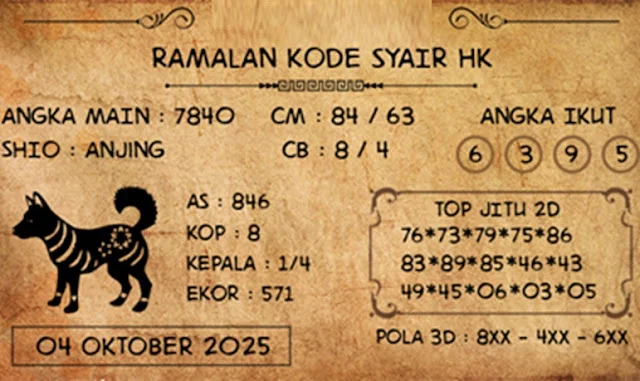 RAMALAN KODE SYAIR HK
ANGKA MAIN : 7840
CM : 84 / 63
ANGKA IKUT
SHIO : ANJING
CB : 8 / 4
6 3 9 5
AS : 846
KOP : 8
KEPALA : 1/4
EKOR : 571
TOP JITU 2D
76*73*79*75*86
83*89*85*46*43
49*45*06*03*05
04 OKTOBER 2025
POLA 3D : 8XX - 4XX - 6XX